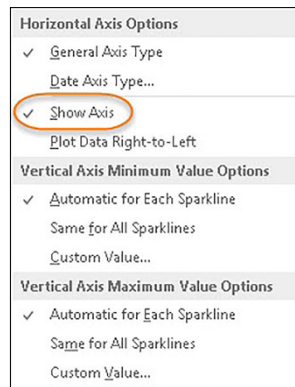 Horizontal Axis Options
General Axis Type
Date Axis Type...
Show Axis
Plot Data Right-to-Left
Vertical Axis Minimum Value Options
Automatic for Each Sparkline
Same for All Sparklines
Custom Value...
Vertical Axis Maximum Value Options
Automatic for Each Sparkline
Same for All Sparklines
Custom Value...